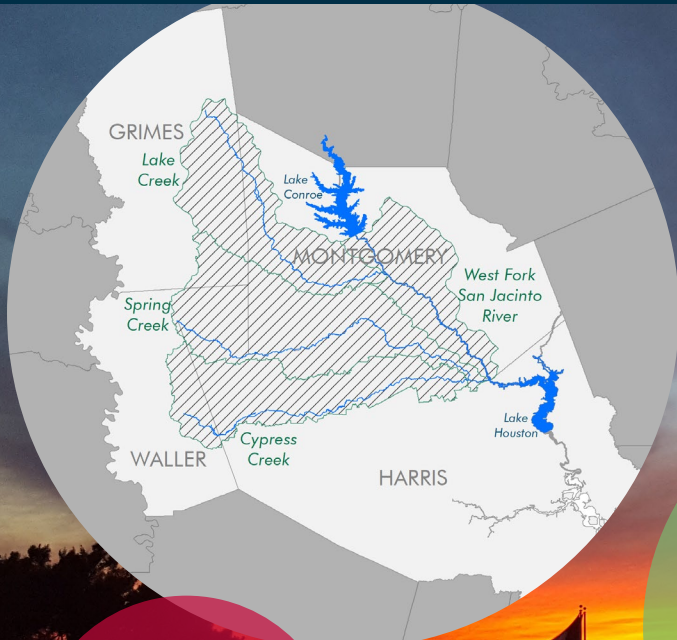 GRIMES
Lake
Creek
Lake
Conroe
MONTGOMERY
West Fork
San Jacinto
River
Spring
Creek
Lake
Houston
Cypress
Creek
WALLER
HARRIS